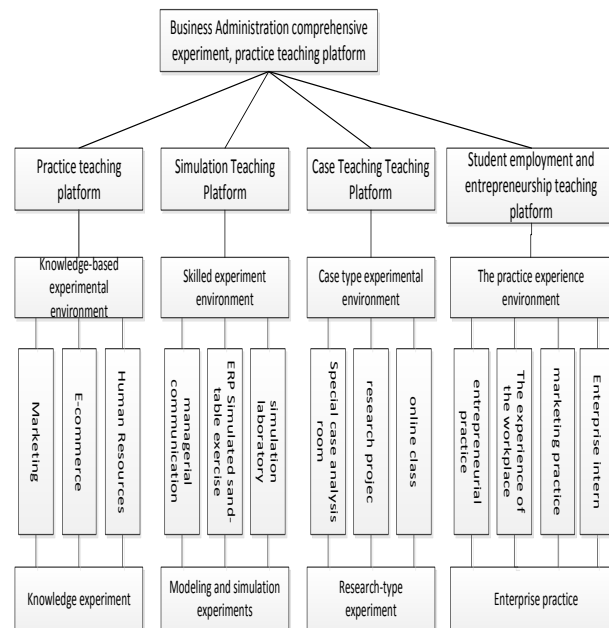 Business Administration comprehensive
experiment, practice teaching platform
Practice teaching
platform
Simulation Teaching
Platform
Case Teaching Teaching
Platform
Student employment and
entrepreneurship teaching
platform
Knowledge-based
experimental
environment
Skilled experiment
environment
Case type experimental
environment
The practice experience
environment
Marketing
E-commerce
Human Resources
managerial
communication
ERP Simulated sand-
table exercise
simulation
laboratory
Special case analysis
room
research projec
online class
entrepreneurial
practice
The experience of
the workplace
marketing practice
Enterprise intern
Knowledge experiment
Modeling and simulation
experiments
Research-type
experiment
Enterprise practice